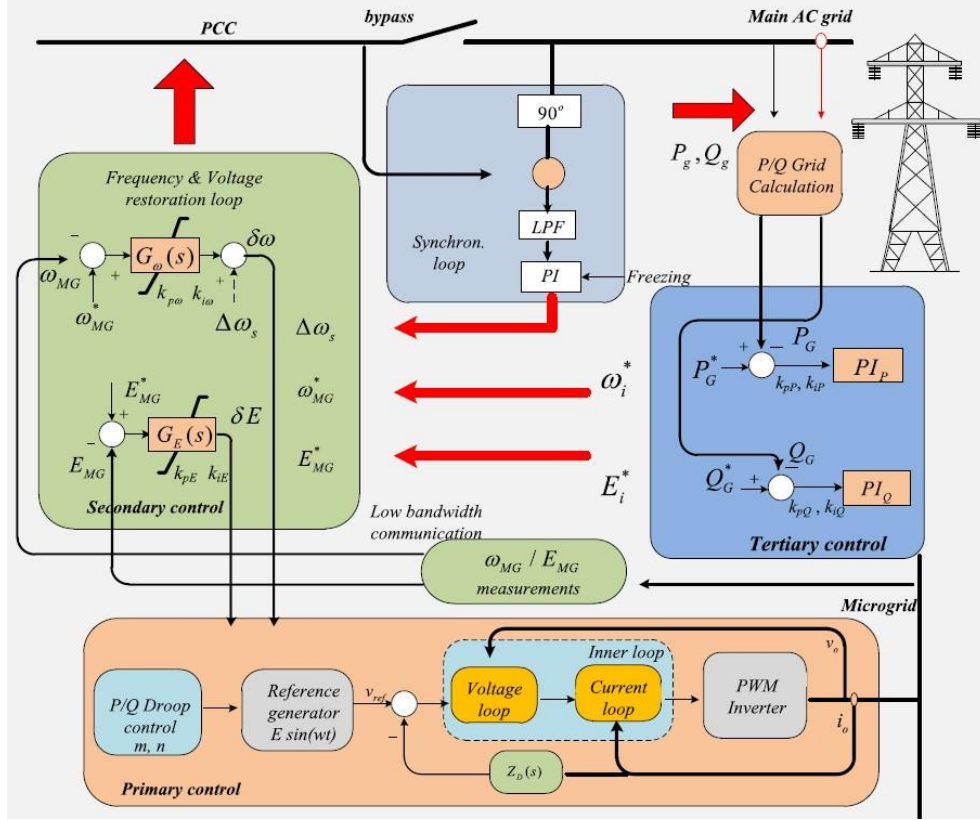 PCC
bypass
Main AC grid
90°
LPF
PI
Synchron.
loop
Freezing
P_g, Q_g
P/Q Grid
Calculation
Frequency & Voltage
restoration loop
−
G_ω(s)
δω
ω_MG
+
k_pω k_iω
+
ω*_MG
Δω_s
E*_MG
+
−
G_E(s)
δE
E_MG
k_pE k_iE
Secondary control
Δω_s
ω*_MG
E*_MG
ω*_i
E*_i
P_G
+
−
P*_G
k_pP, k_iP
PI_P
Q_G
−
Q*_G
+
k_pQ, k_iQ
PI_Q
Tertiary control
Low bandwidth
communication
ω_MG / E_MG
measurements
Microgrid
P/Q Droop
control
m, n
Reference
generator
E sin(wt)
v_ref
−
Inner loop
Voltage
loop
Current
loop
PWM
Inverter
v_o
i_o
Z_D(s)
Primary control